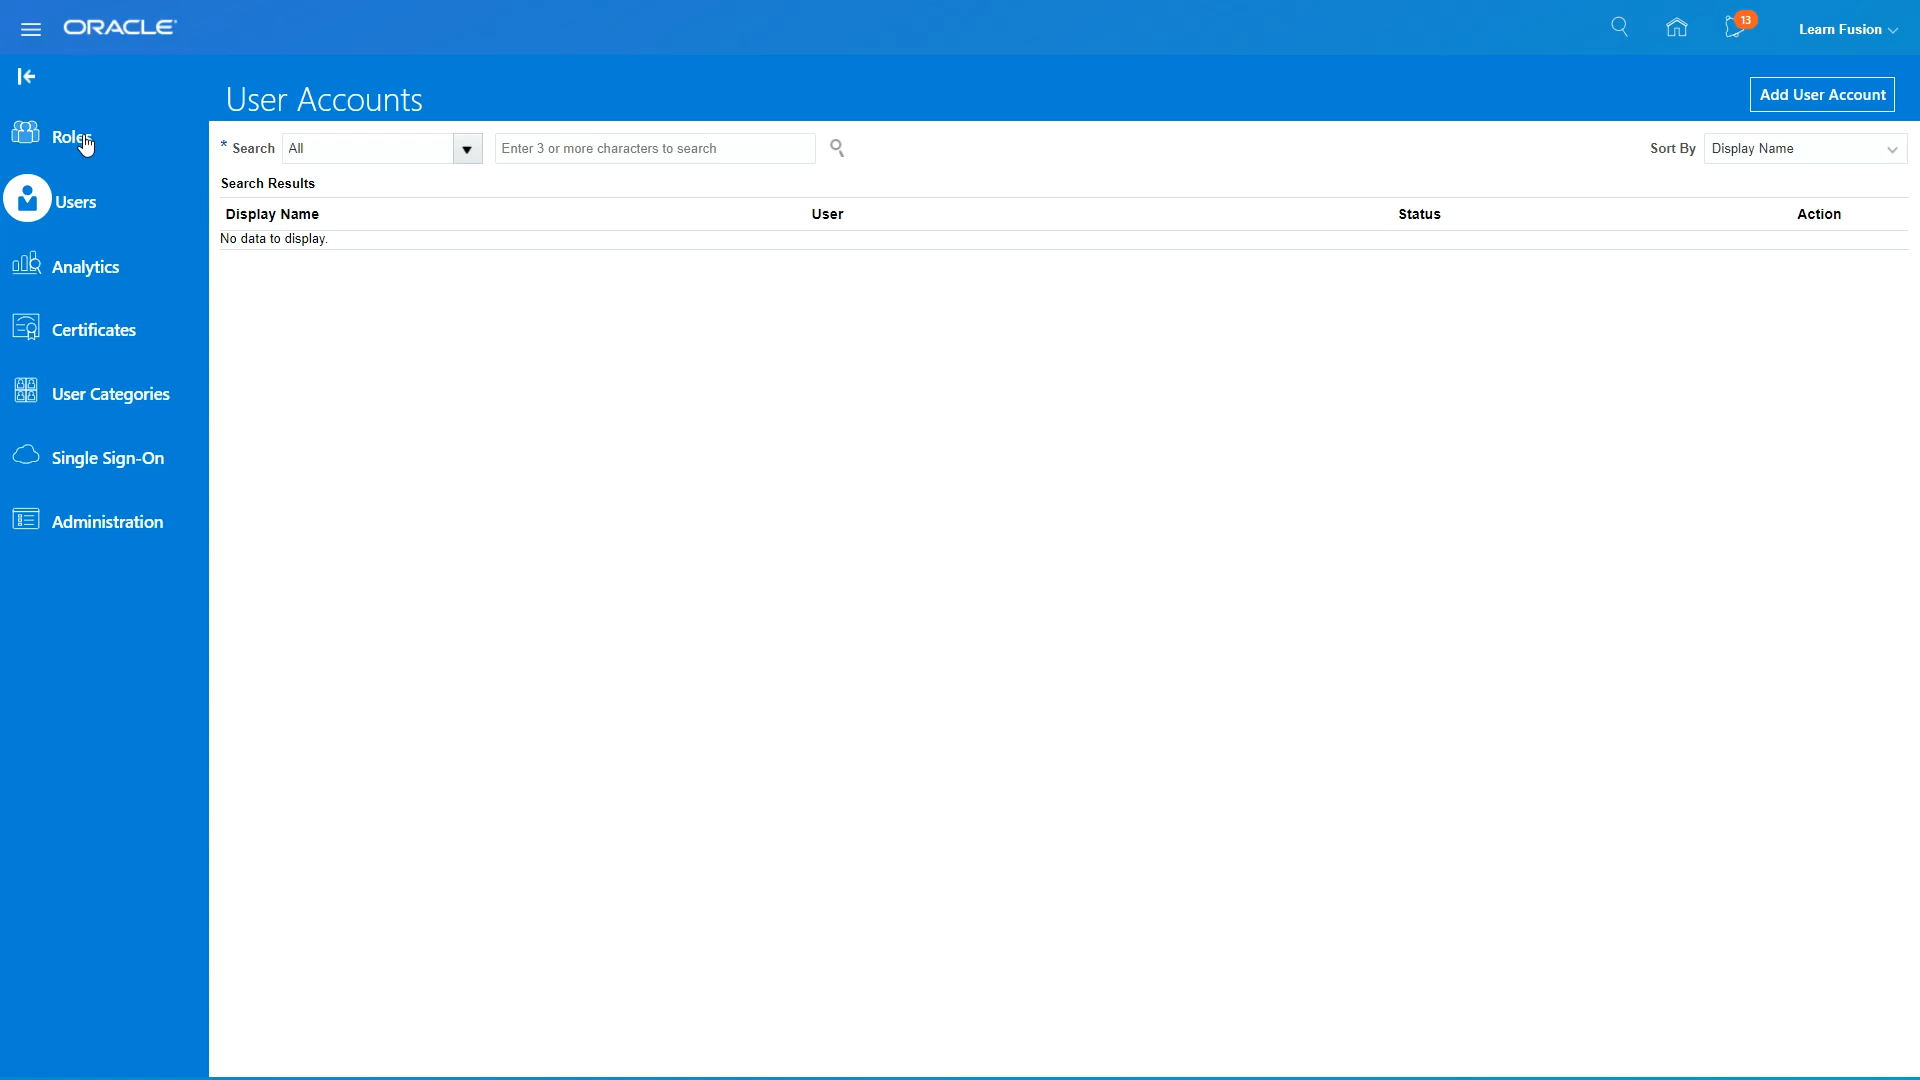 ORACLE
13
Learn Fusion
User Accounts
Add User Account
Roles
Users
Analytics
Certificates
User Categories
Single Sign-On
Administration
* Search All
Enter 3 or more characters to search
Sort By Display Name
Search Results
Display Name User Status Action
No data to display.